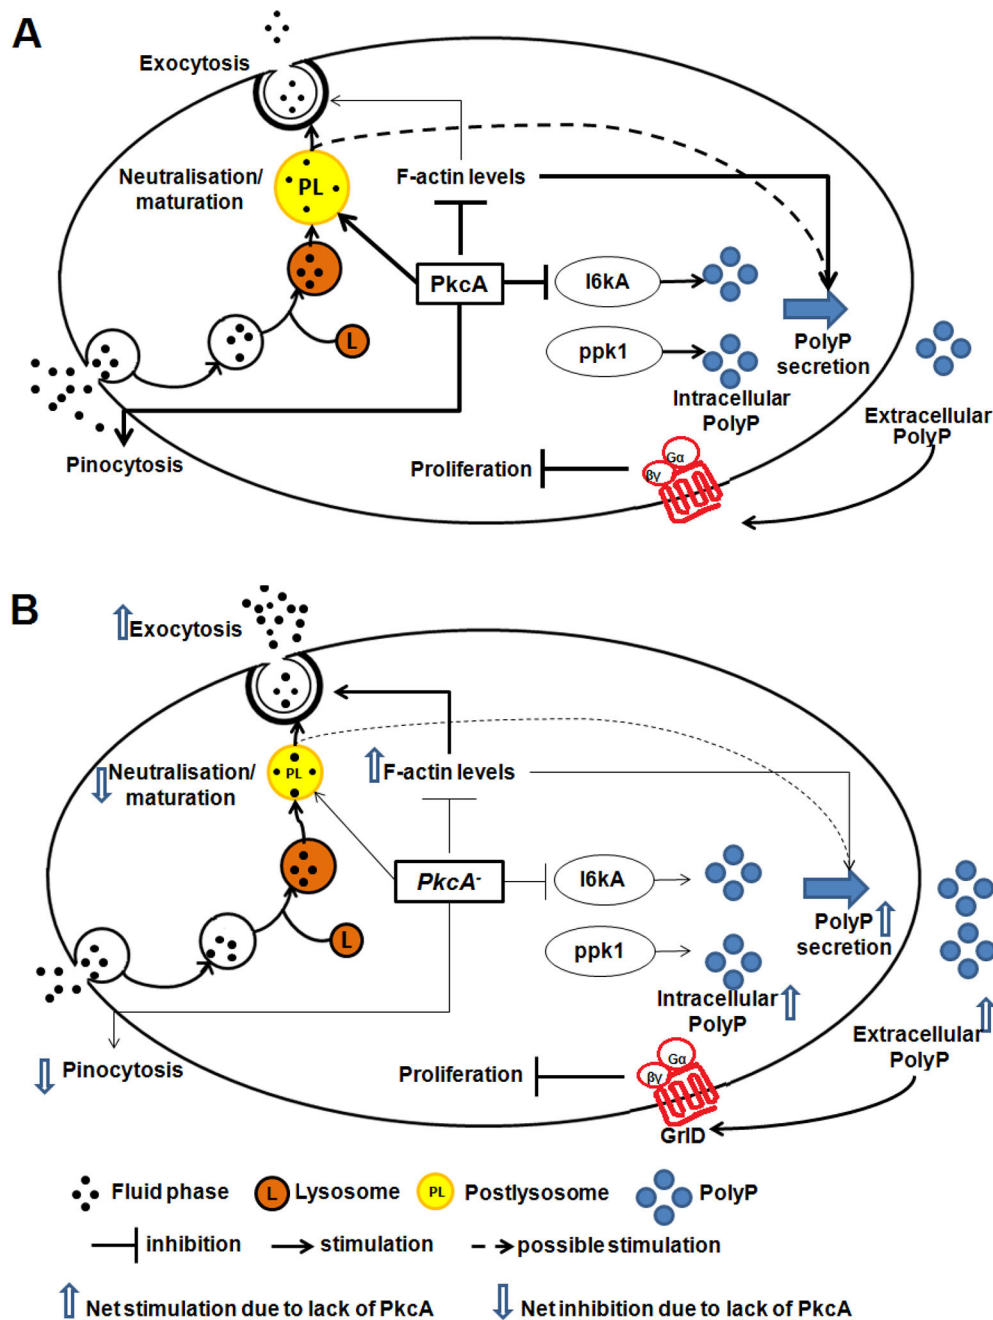 A
Exocytosis
Neutralisation/
maturation
PL
F-actin levels
PkcA
I6kA
L
ppk1
PolyP
secretion
Intracellular
PolyP
Extracellular
PolyP
Pinocytosis
Proliferation
Gα
βγ
B
Exocytosis
Neutralisation/
maturation
PL
F-actin levels
PkcA-
I6kA
L
ppk1
PolyP
secretion
Intracellular
PolyP
Extracellular
PolyP
Pinocytosis
Proliferation
Gα
βγ
GrlD
Fluid phase
L Lysosome
PL Postlysosome
PolyP
inhibition
stimulation
possible stimulation
Net stimulation due to lack of PkcA
Net inhibition due to lack of PkcA